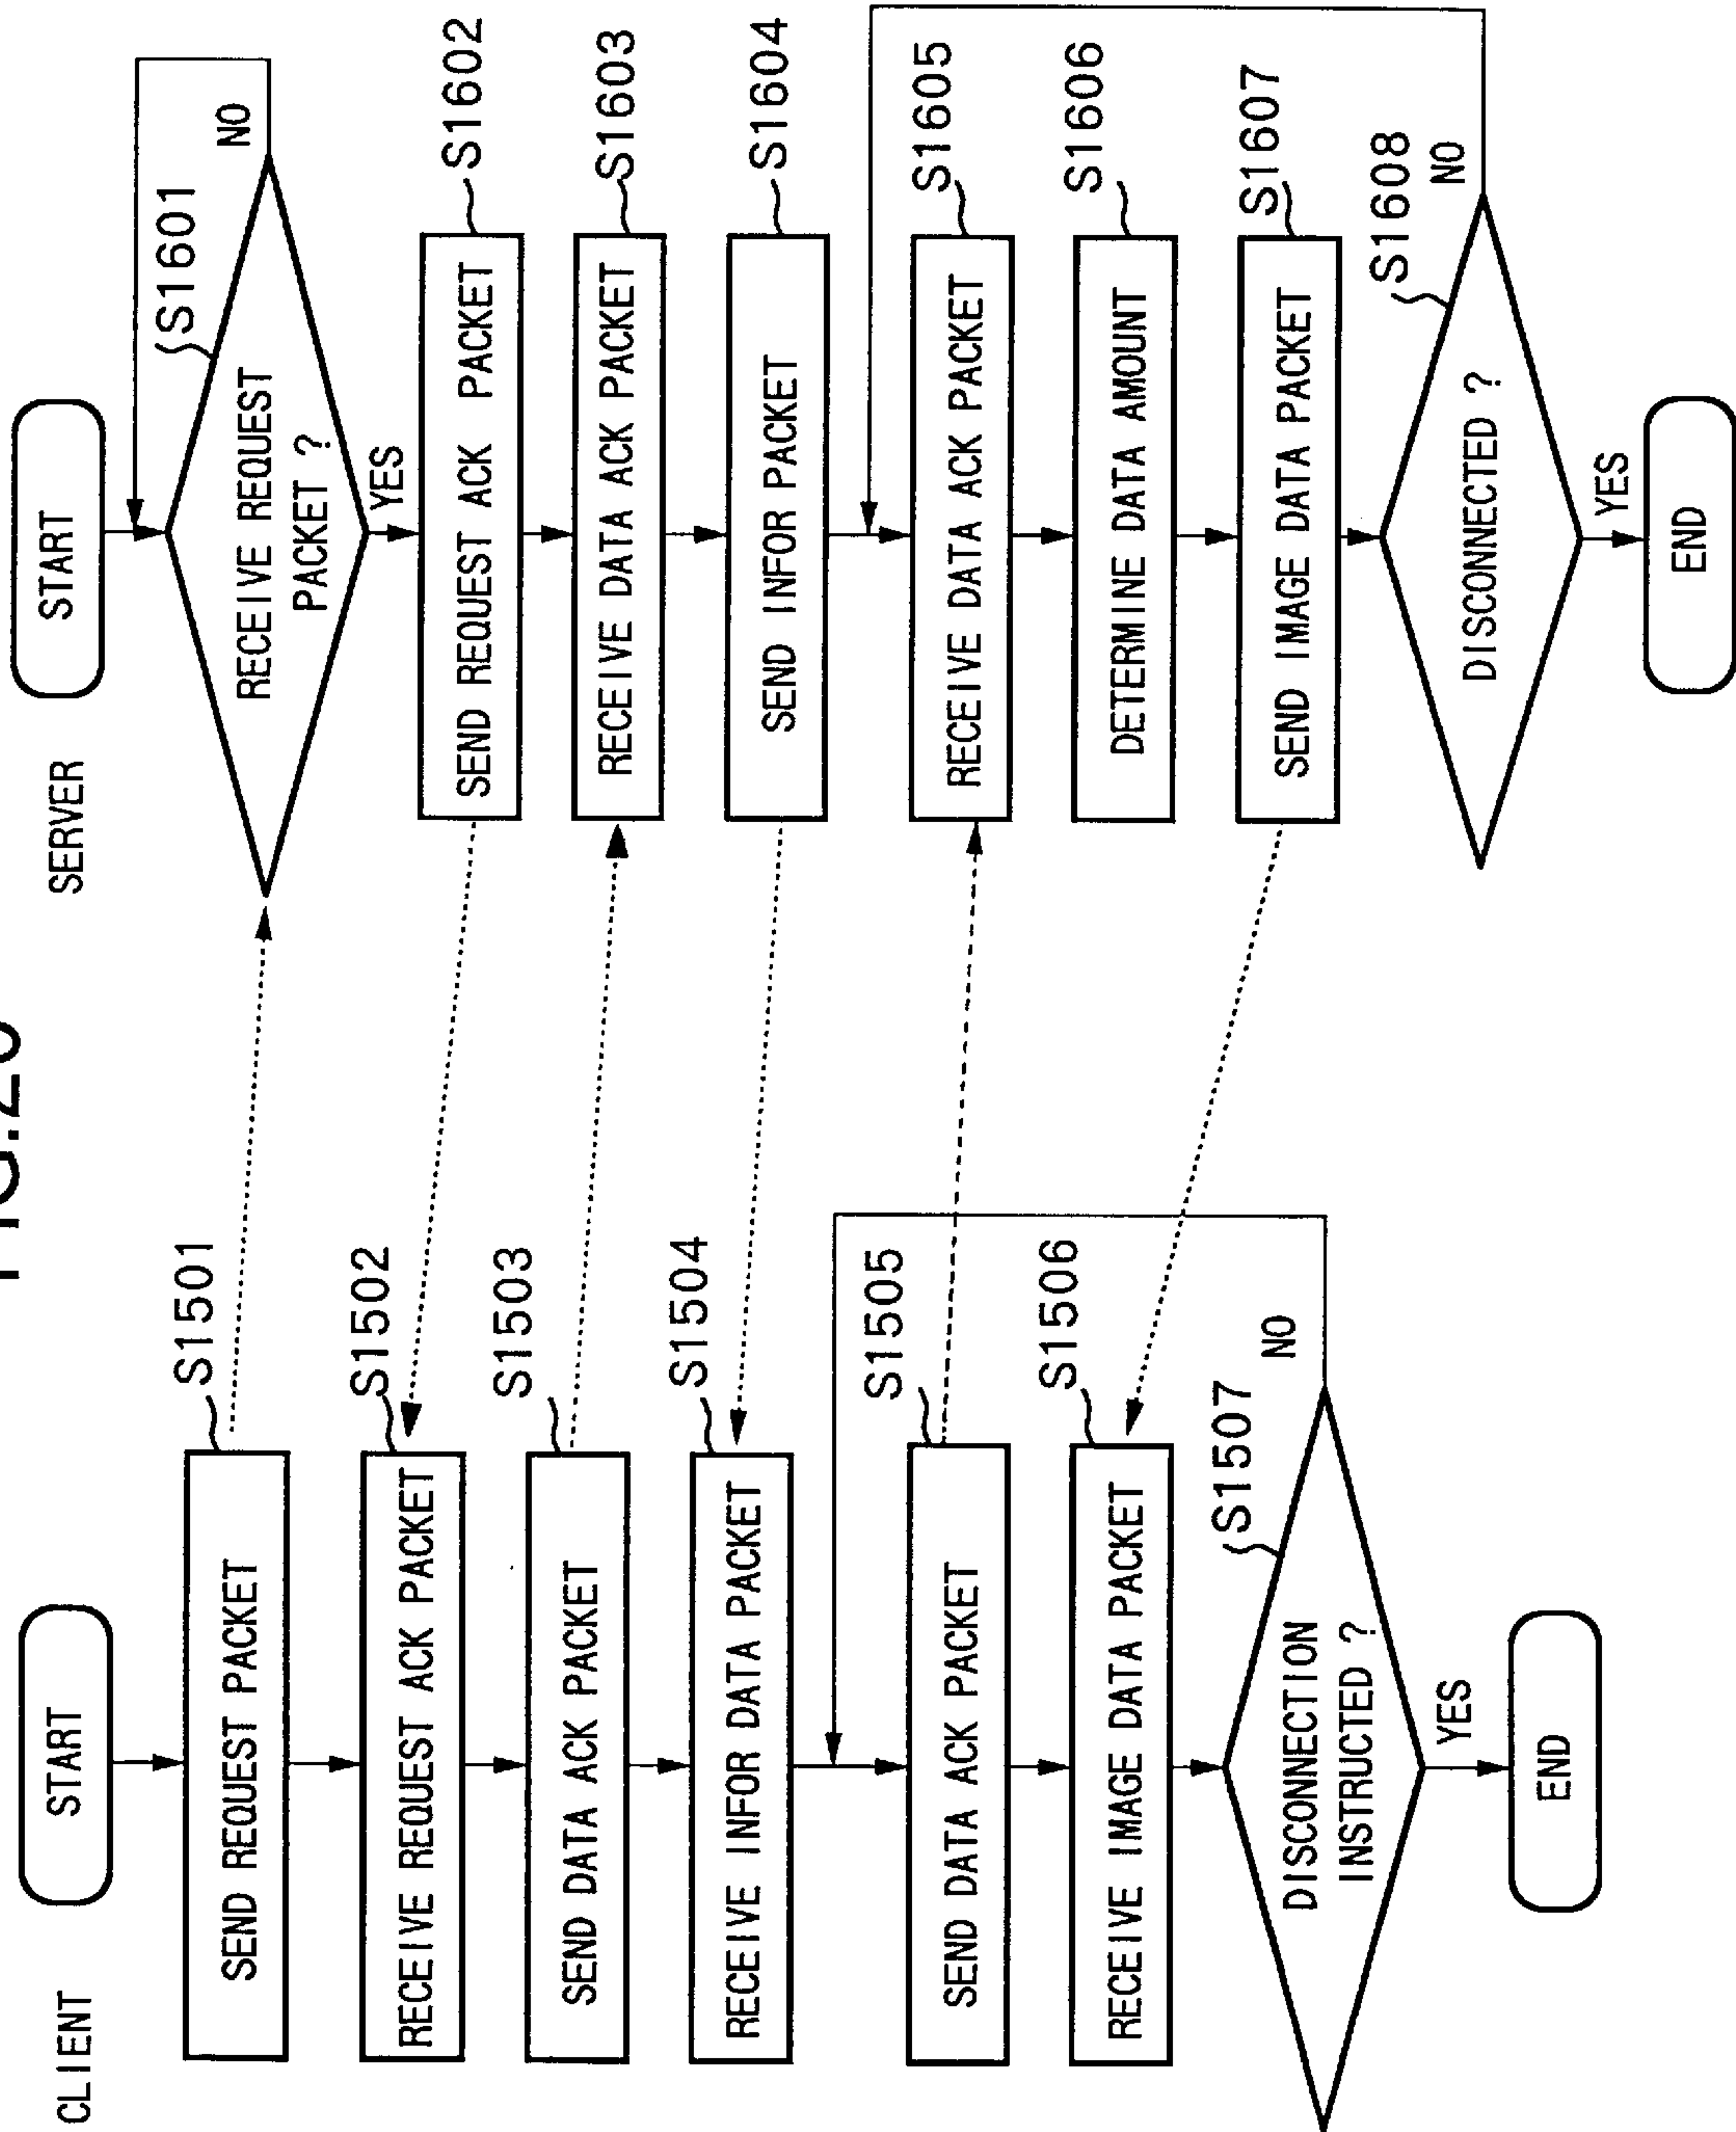 CLIENT
START
SEND REQUEST PACKET
S1501
RECEIVE REQUEST ACK PACKET
S1502
SEND DATA ACK PACKET
S1503
RECEIVE INFOR DATA PACKET
S1504
SEND DATA ACK PACKET
S1505
RECEIVE IMAGE DATA PACKET
S1506
DISCONNECTION
INSTRUCTED ?
S1507
NO
YES
END
SERVER
START
RECEIVE REQUEST
PACKET ?
S1601
NO
YES
SEND REQUEST ACK PACKET
S1602
RECEIVE DATA ACK PACKET
S1603
SEND INFOR PACKET
S1604
RECEIVE DATA ACK PACKET
S1605
DETERMINE DATA AMOUNT
S1606
SEND IMAGE DATA PACKET
S1607
DISCONNECTED ?
S1608
NO
YES
END